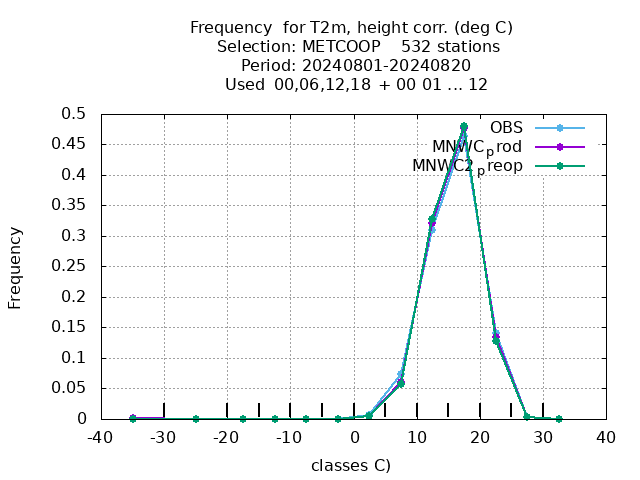 Frequency  for T2m, height corr. (deg C)
Selection: METCOOP    532 stations
Period: 20240801-20240820
Used  00,06,12,18 + 00 01 ... 12
OBS
MNWC_prod
MNWC2_preop
Frequency
0.5
0.45
0.4
0.35
0.3
0.25
0.2
0.15
0.1
0.05
0
-40 -30 -20 -10 0 10 20 30 40
classes C)